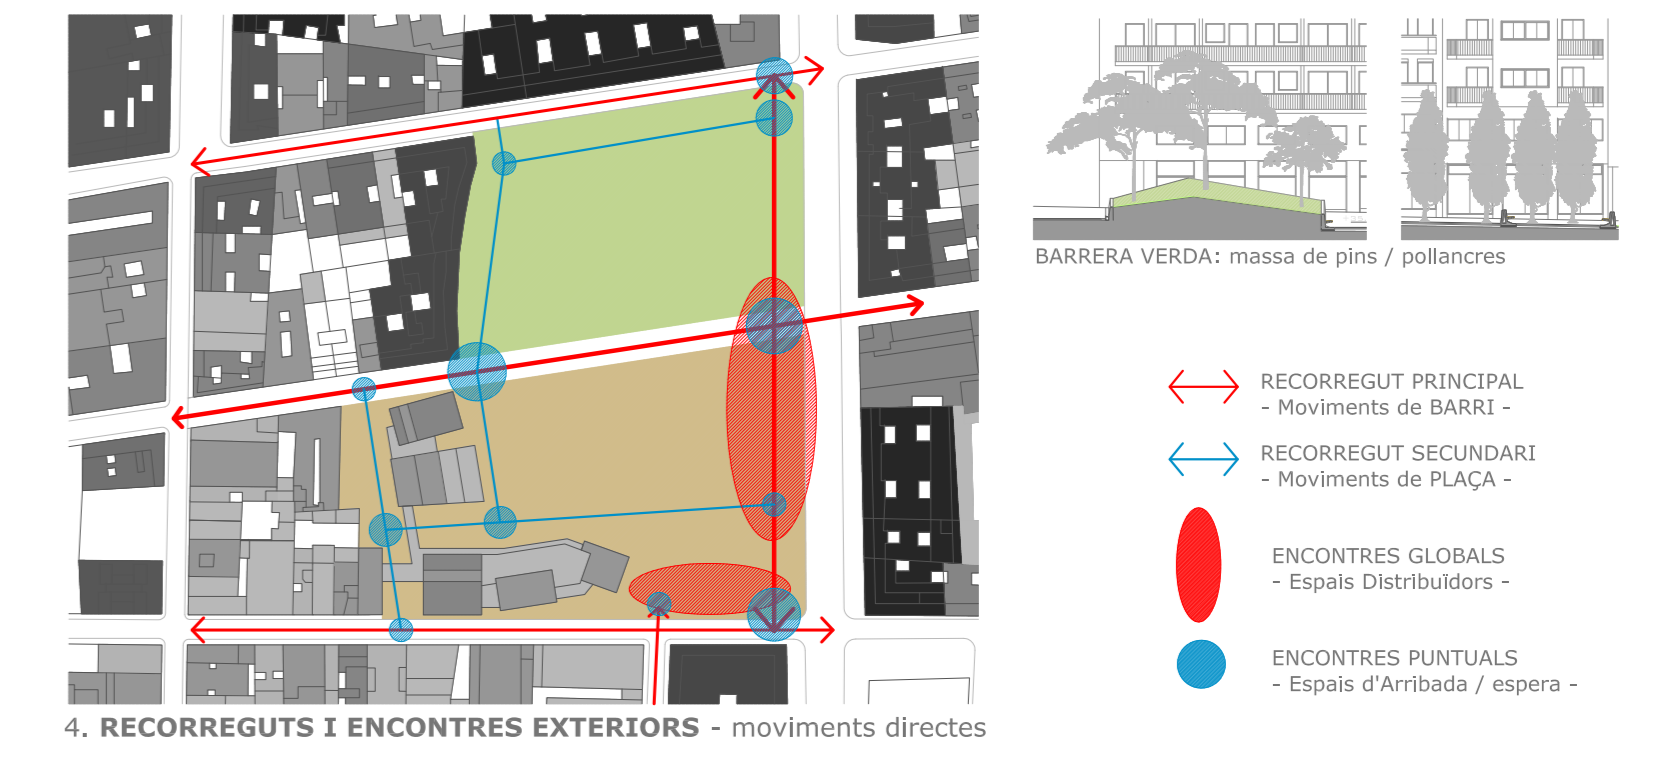 BARRERA VERDA: massa de pins / pollancres
RECORREGUT PRINCIPAL
- Moviments de BARRI -
RECORREGUT SECUNDARI
- Moviments de PLAÇA -
ENCONTRES GLOBALS
- Espais Distribuïdors -
ENCONTRES PUNTUALS
- Espais d'Arribada / espera -
4. RECORREGUTS I ENCONTRES EXTERIORS - moviments directes